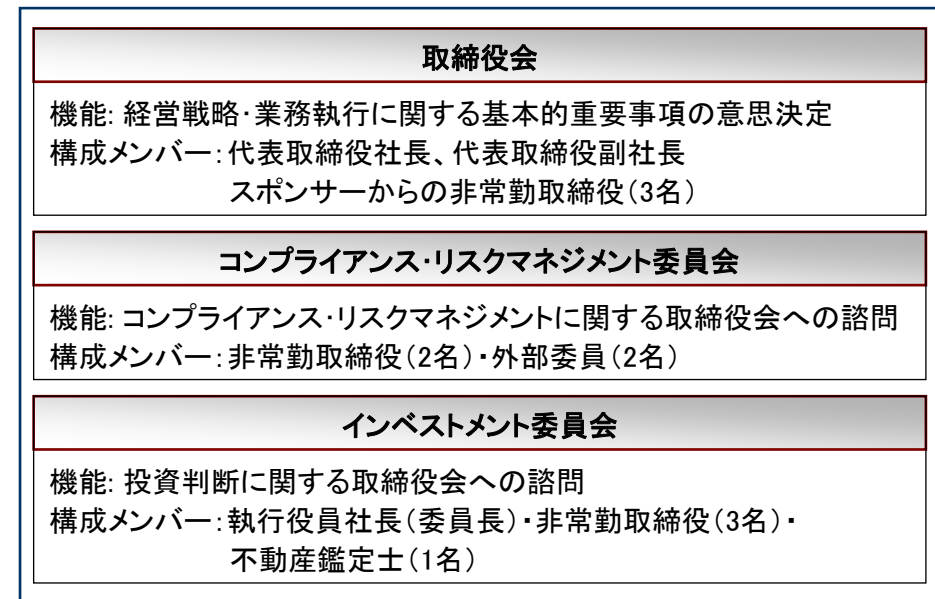 取締役会
機能: 経営戦略・業務執行に関する基本的重要事項の意思決定
構成メンバー：代表取締役社長、代表取締役副社長
スポンサーからの非常勤取締役（3名）
コンプライアンス・リスクマネジメント委員会
機能: コンプライアンス・リスクマネジメントに関する取締役会への諮問
構成メンバー：非常勤取締役（2名）・外部委員（2名）
インベストメント委員会
機能: 投資判断に関する取締役会への諮問
構成メンバー：執行役員社長（委員長）・非常勤取締役（3名）・
不動産鑑定士（1名）